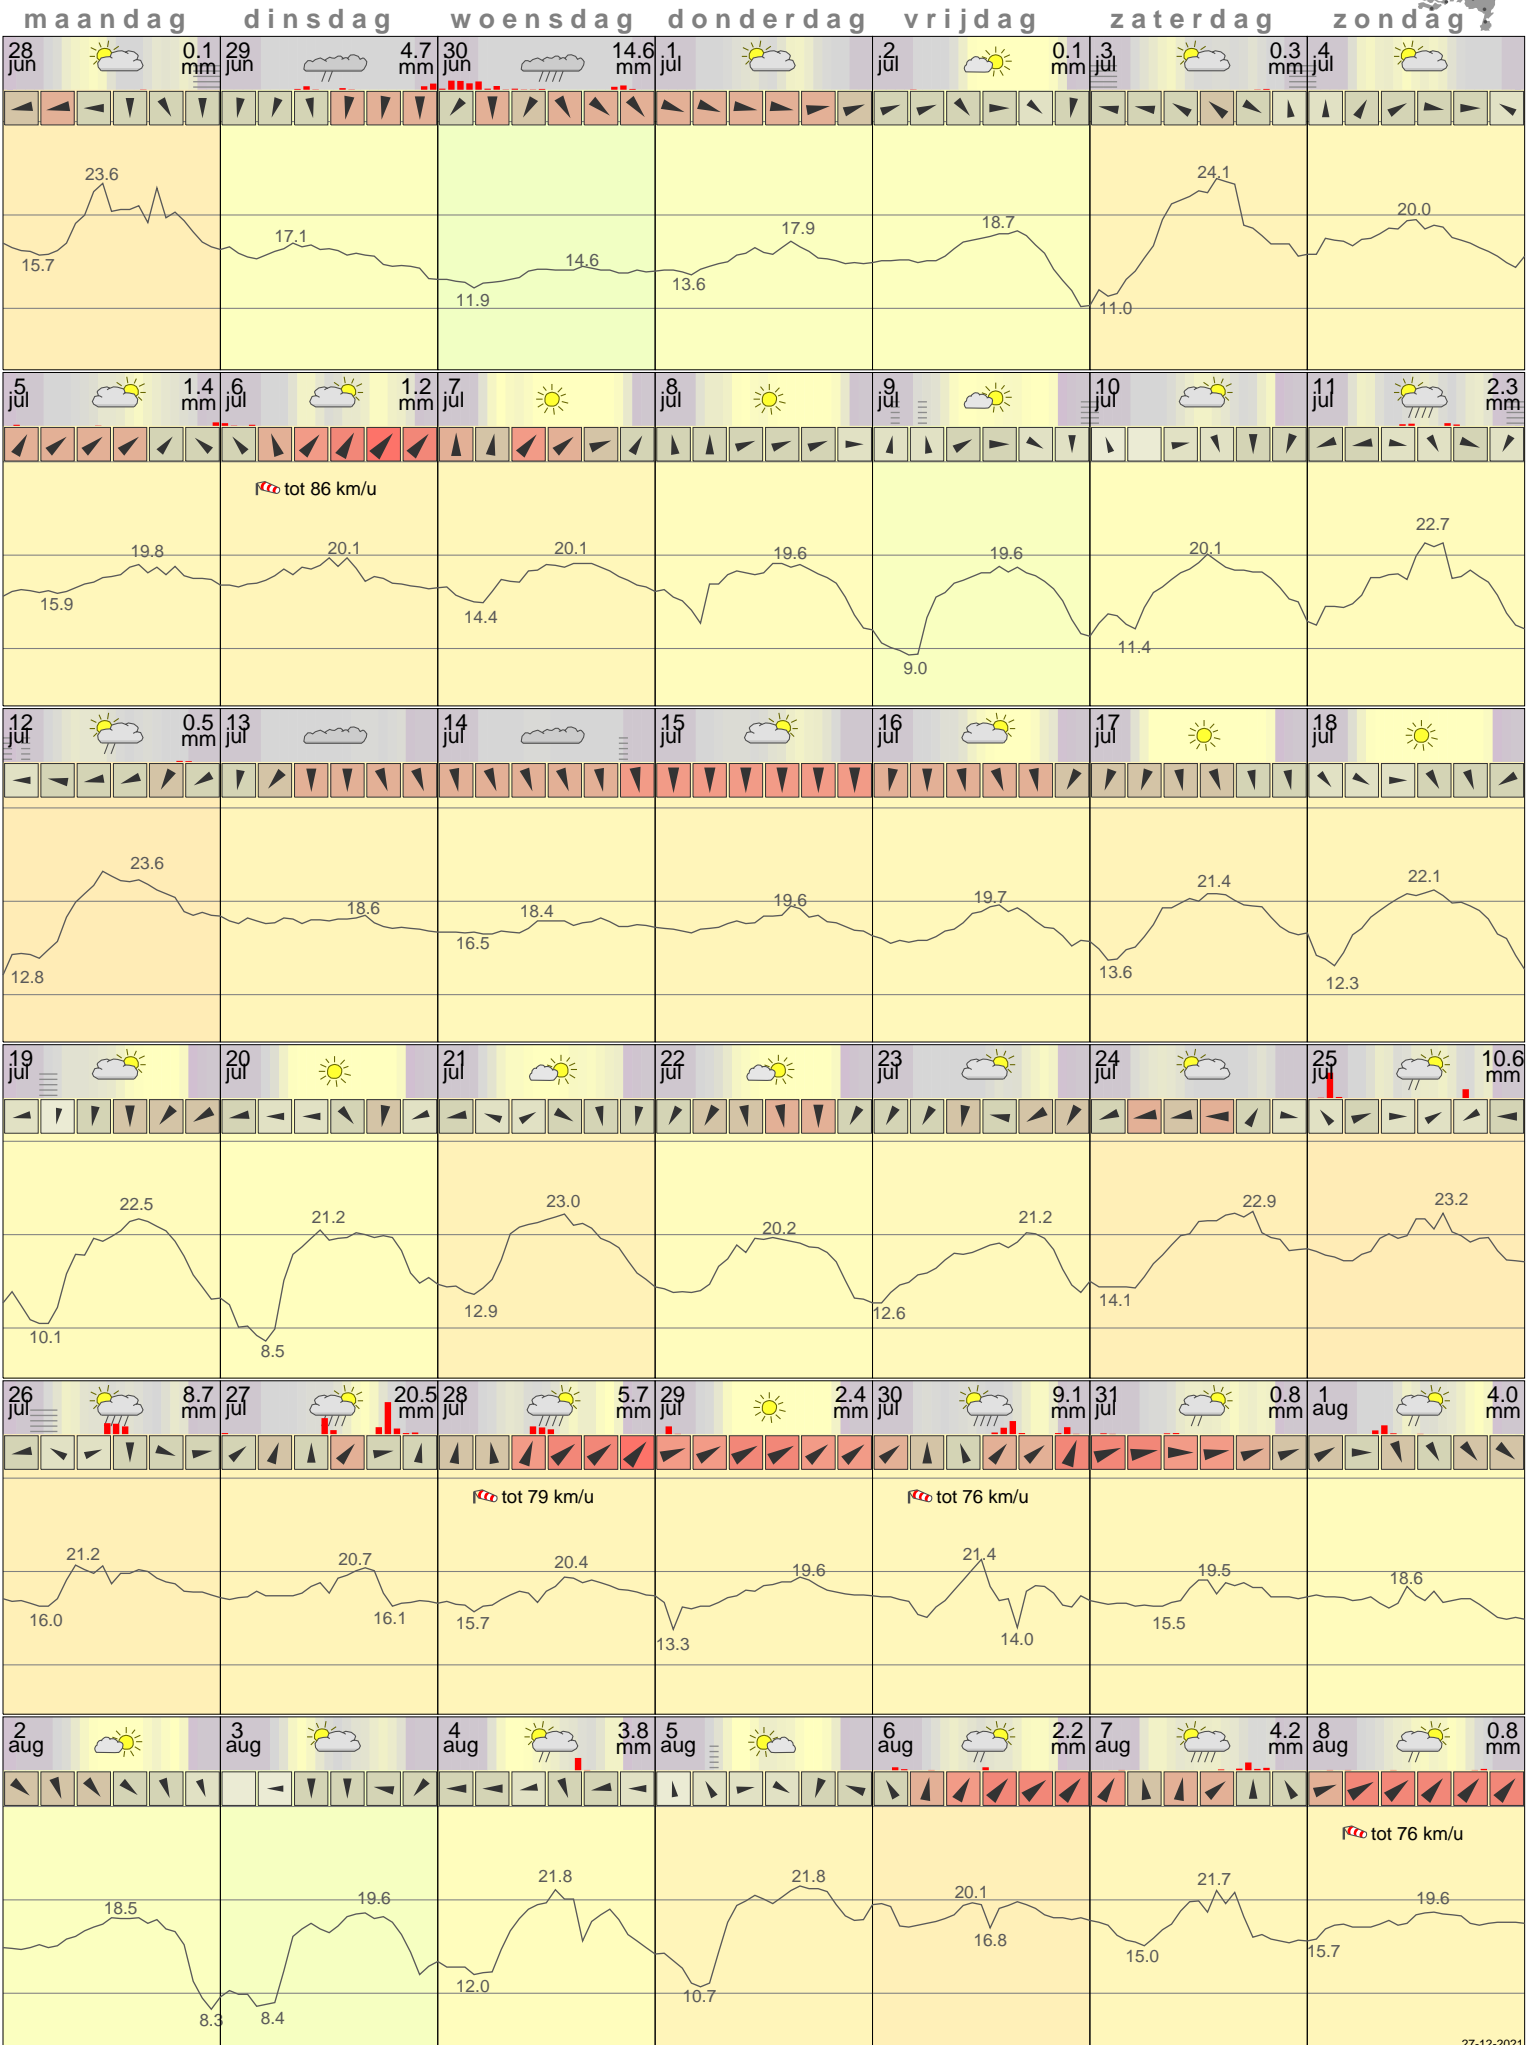 maandag dinsdag woensdag donderdag vrijdag zaterdag zondag
28 jun 0.1 mm 29 jun 4.7 mm 30 jun 14.6 mm 1 jul 2 jul 0.1 mm 3 jul 0.3 mm 4 jul
23.6 15.7 17.1 14.6 11.9 17.9 13.6 18.7 24.1 11.0 20.0
5 jul 1.4 mm 6 jul 1.2 mm 7 jul 8 jul 9 jul 10 jul 11 jul 2.3 mm
tot 86 km/u
19.8 15.9 20.1 20.1 14.4 19.6 19.6 9.0 20.1 11.4 22.7
12 jul 0.5 mm 13 jul 14 jul 15 jul 16 jul 17 jul 18 jul
23.6 12.8 18.6 18.4 16.5 19.6 19.7 21.4 13.6 22.1 12.3
19 jul 20 jul 21 jul 22 jul 23 jul 24 jul 25 jul 10.6 mm
22.5 10.1 21.2 8.5 23.0 12.9 20.2 21.2 12.6 22.9 14.1 23.2
26 jul 8.7 mm 27 jul 20.5 mm 28 jul 5.7 mm 29 jul 2.4 mm 30 jul 9.1 mm 31 jul 0.8 mm 1 aug 4.0 mm
tot 79 km/u tot 76 km/u
21.2 16.0 20.7 16.1 20.4 15.7 19.6 13.3 21.4 14.0 19.5 15.5 18.6
2 aug 3 aug 4 aug 3.8 mm 5 aug 6 aug 2.2 mm 7 aug 4.2 mm 8 aug 0.8 mm
tot 76 km/u
18.5 8.3 19.6 8.4 21.8 12.0 21.8 10.7 20.1 16.8 21.7 15.0 19.6 15.7
27-12-2021